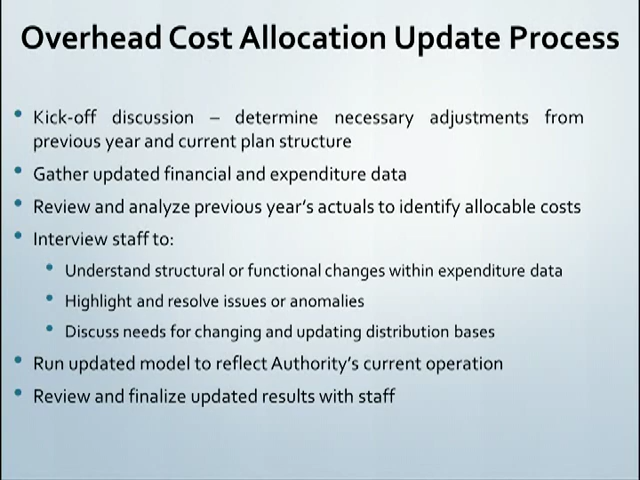 Overhead Cost Allocation Update Process
• Kick-off discussion – determine necessary adjustments from
previous year and current plan structure
• Gather updated financial and expenditure data
• Review and analyze previous year's actuals to identify allocable costs
• Interview staff to:
• Understand structural or functional changes within expenditure data
• Highlight and resolve issues or anomalies
• Discuss needs for changing and updating distribution bases
• Run updated model to reflect Authority's current operation
• Review and finalize updated results with staff